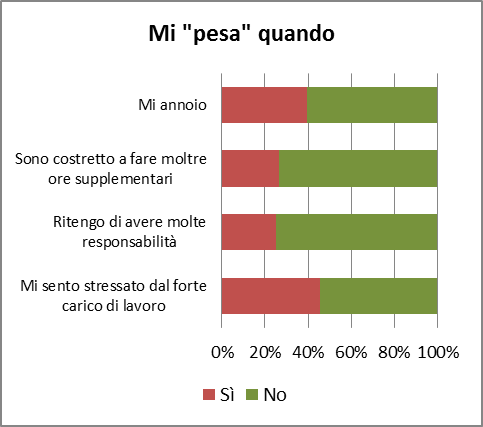 Mi "pesa" quando
Mi annoio
Sono costretto a fare moltre
ore supplementari
Ritengo di avere molte
responsabilità
Mi sento stressato dal forte
carico di lavoro
0% 20% 40% 60% 80% 100%
Sì No